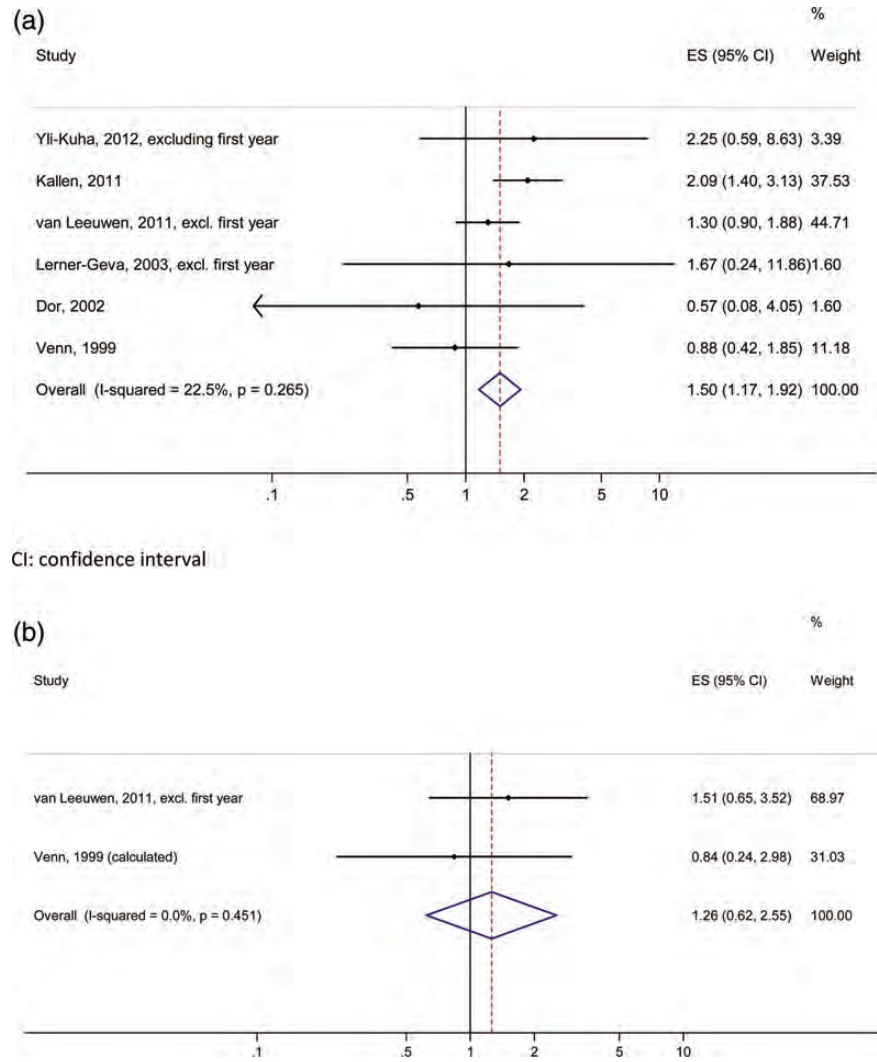 (a)
%
Study ES (95% CI) Weight
Yli-Kuha, 2012, excluding first year 2.25 (0.59, 8.63) 3.39
Kallen, 2011 2.09 (1.40, 3.13) 37.53
van Leeuwen, 2011, excl. first year 1.30 (0.90, 1.88) 44.71
Lerner-Geva, 2003, excl. first year 1.67 (0.24, 11.86) 1.60
Dor, 2002 0.57 (0.08, 4.05) 1.60
Venn, 1999 0.88 (0.42, 1.85) 11.18
Overall (I-squared = 22.5%, p = 0.265) 1.50 (1.17, 1.92) 100.00
.1 .5 1 2 5 10
CI: confidence interval
(b)
%
Study ES (95% CI) Weight
van Leeuwen, 2011, excl. first year 1.51 (0.65, 3.52) 68.97
Venn, 1999 (calculated) 0.84 (0.24, 2.98) 31.03
Overall (I-squared = 0.0%, p = 0.451) 1.26 (0.62, 2.55) 100.00
.1 .5 1 2 5 10